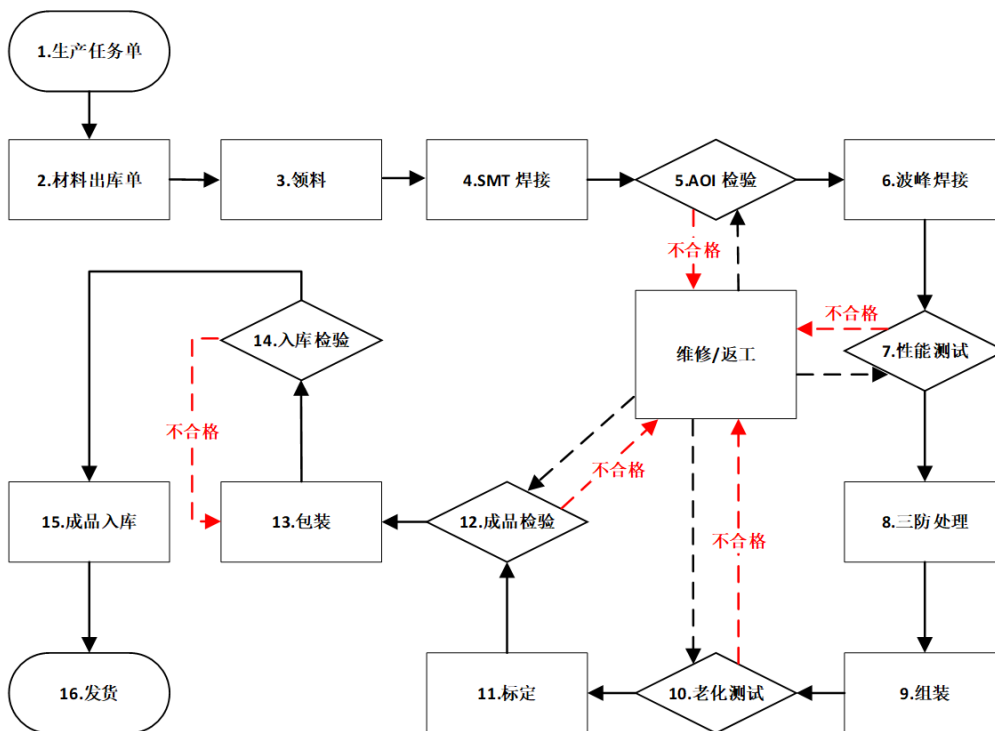 1.生产任务单
2.材料出库单
3.领料
4.SMT 焊接
5.AOI 检验
6.波峰焊接
不合格
不合格
14.入库检验
维修/返工
7.性能测试
不合格
不合格
不合格
15.成品入库
13.包装
12.成品检验
8.三防处理
16.发货
11.标定
10.老化测试
9.组装